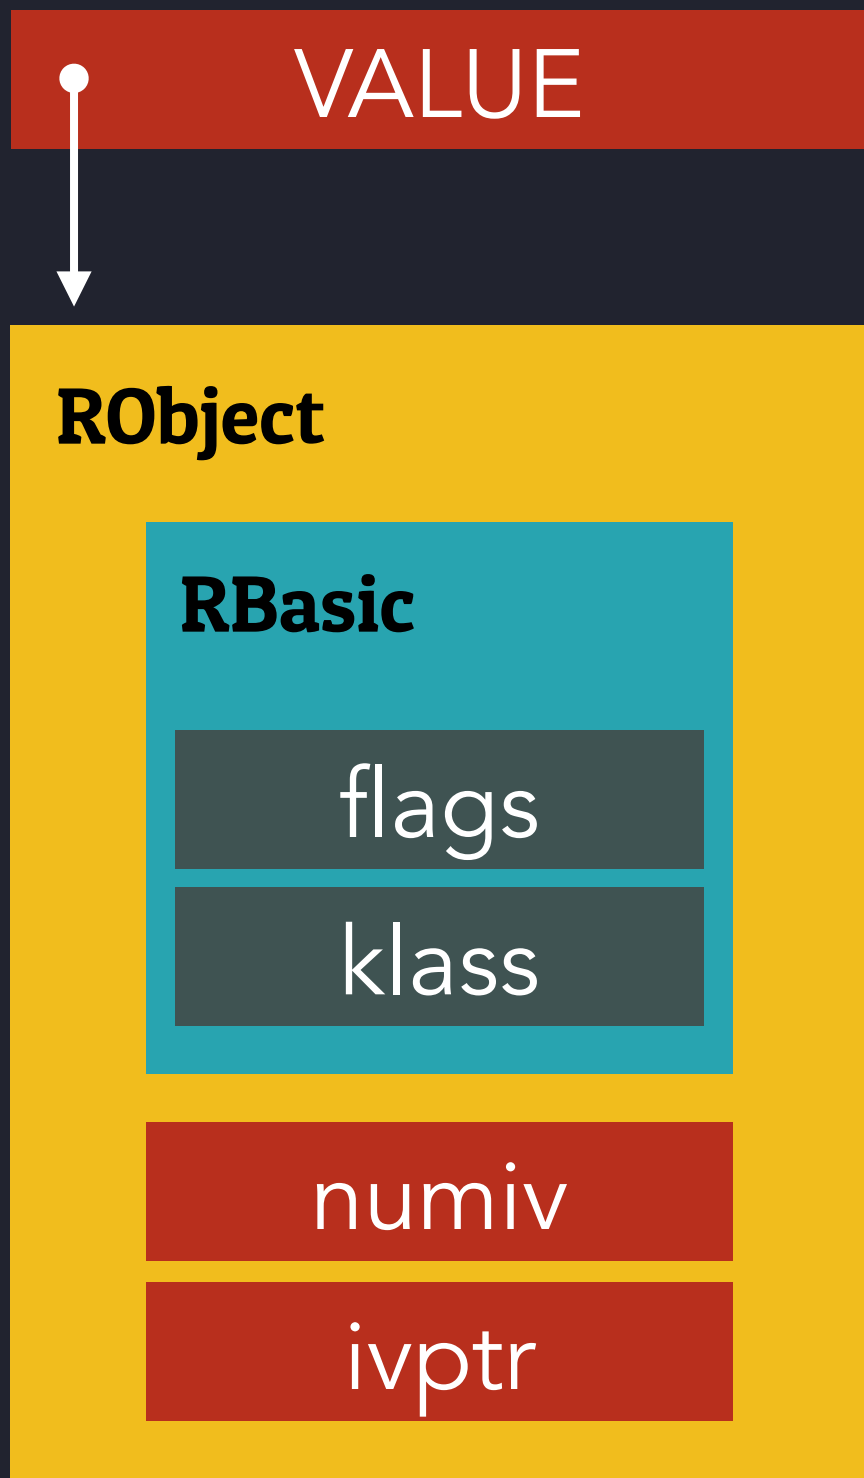 VALUE
RObject
RBasic
flags
klass
numiv
ivptr